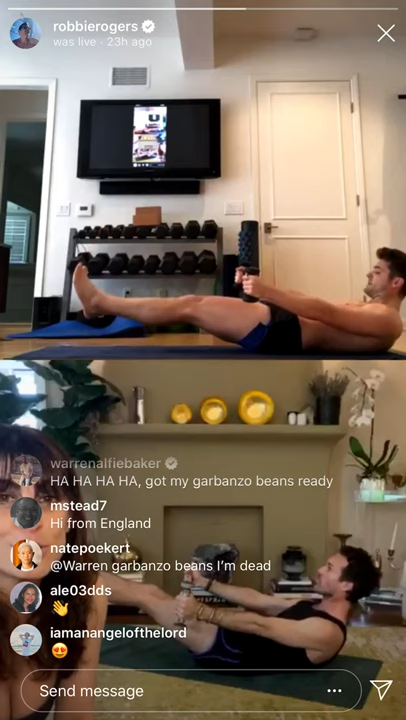 robbierogers
was live · 23h ago
warrenalfiebaker
HA HA HA HA, got my garbanzo beans ready
mstead7
Hi from England
natepoekert
@Warren garbanzo beans I'm dead
ale03dds
👋
iamanangelofthelord
😍
Send message